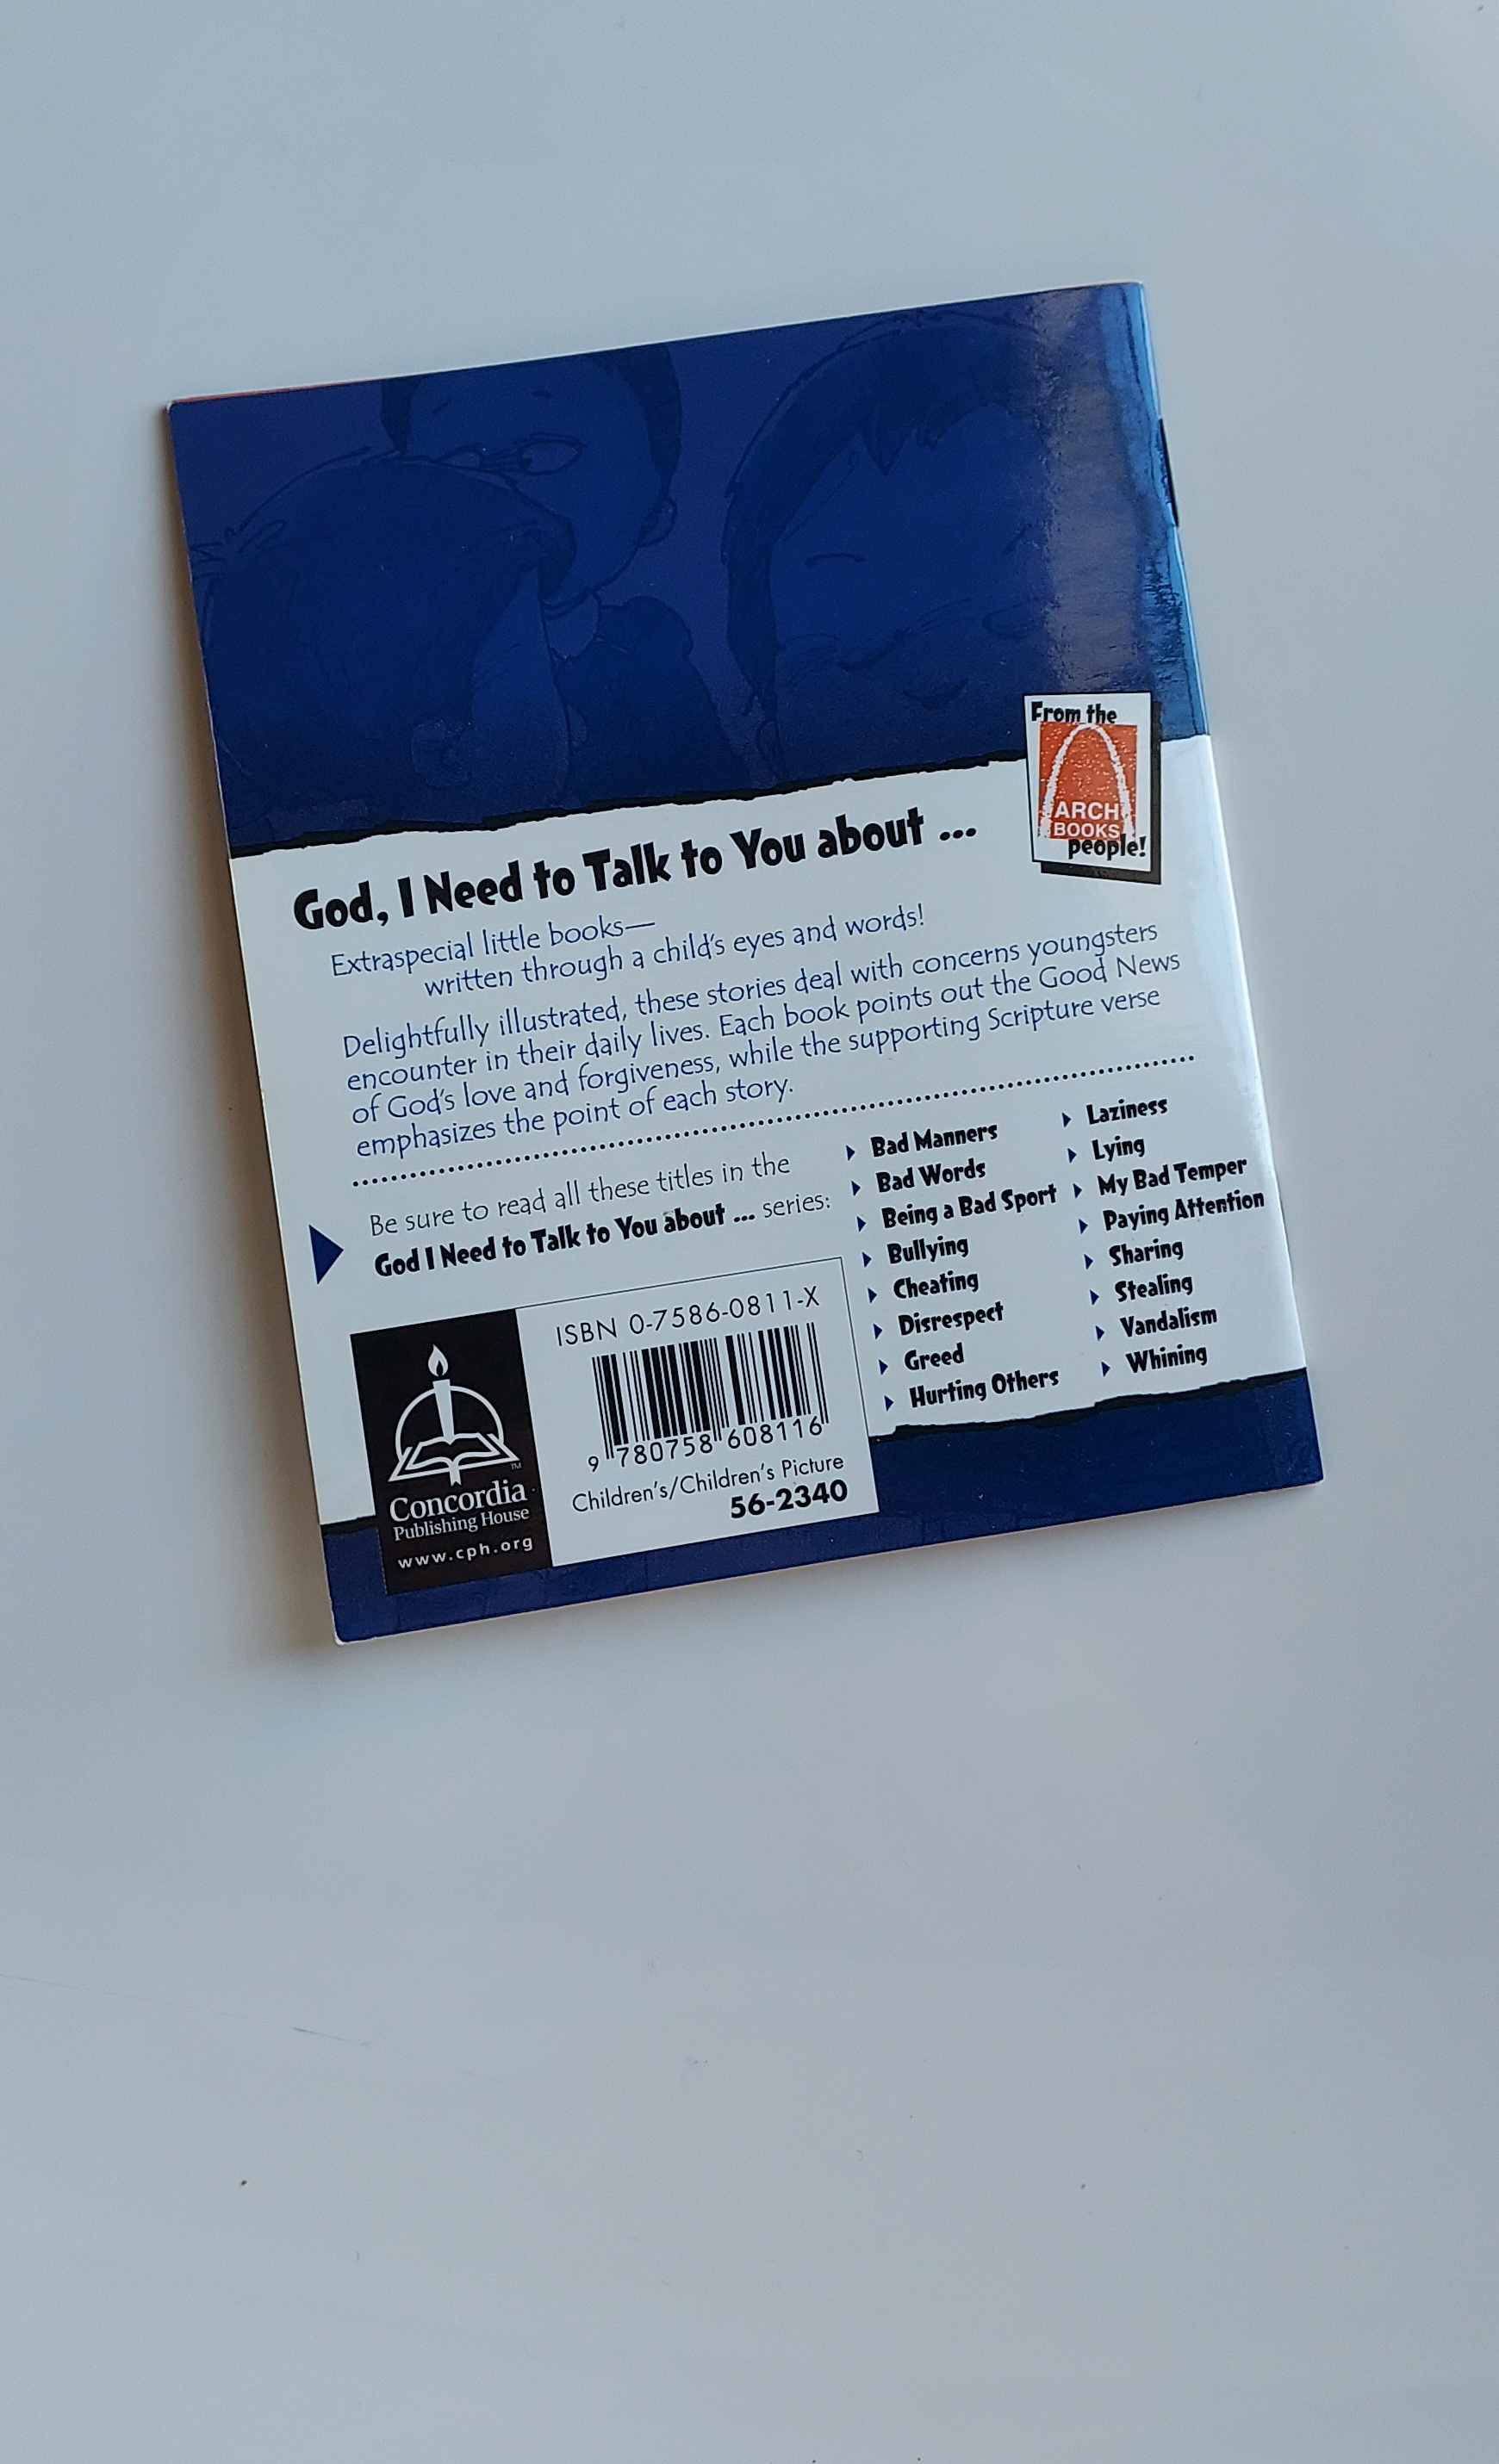 From the
ARCH
BOOKS
people!
God, I Need to Talk to You about ...
Extraspecial little books—
written through a child's eyes and words!
Delightfully illustrated, these stories deal with concerns youngsters
encounter in their daily lives. Each book points out the Good News
of God's love and forgiveness, while the supporting Scripture verse
emphasizes the point of each story.
Be sure to read all these titles in the
God I Need to Talk to You about ... series:
Bad Manners
Bad Words
Being a Bad Sport
Bullying
Cheating
Disrespect
Greed
Hurting Others
Laziness
Lying
My Bad Temper
Paying Attention
Sharing
Stealing
Vandalism
Whining
Concordia
Publishing House
www.cph.org
ISBN 0-7586-0811-X
9 780758 608116
Children's/Children's Picture
56-2340